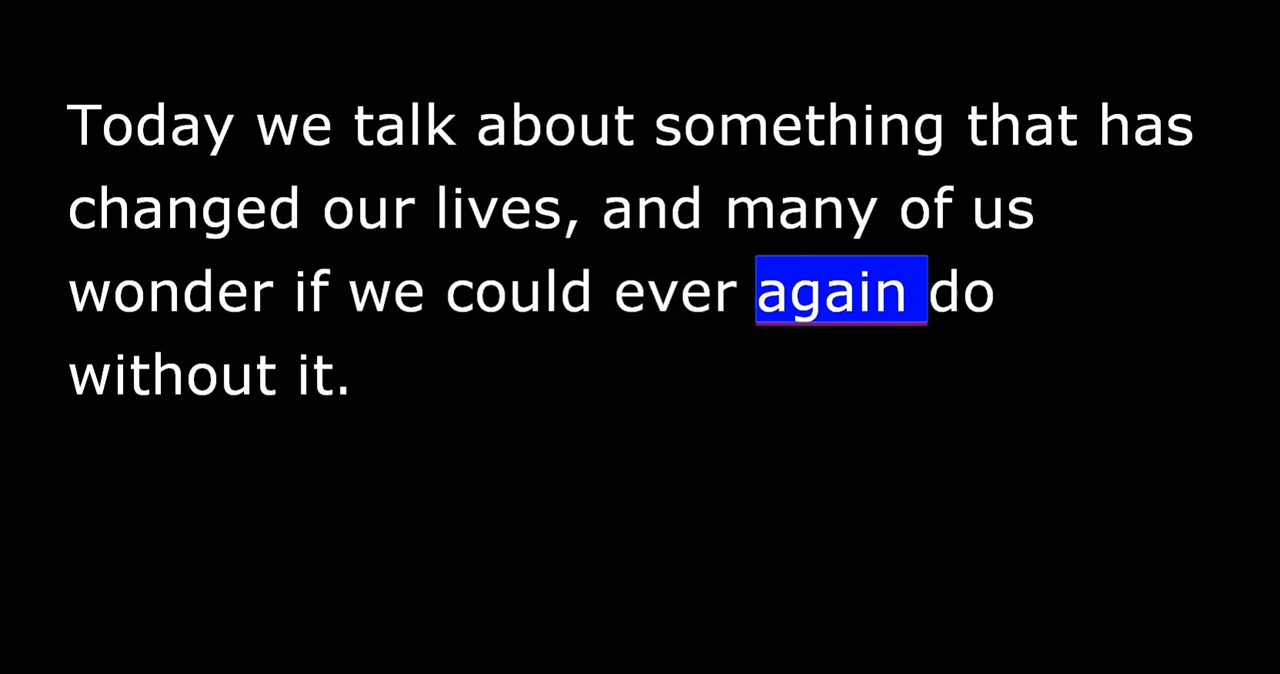 Today we talk about something that has
changed our lives, and many of us
wonder if we could ever again do
without it.